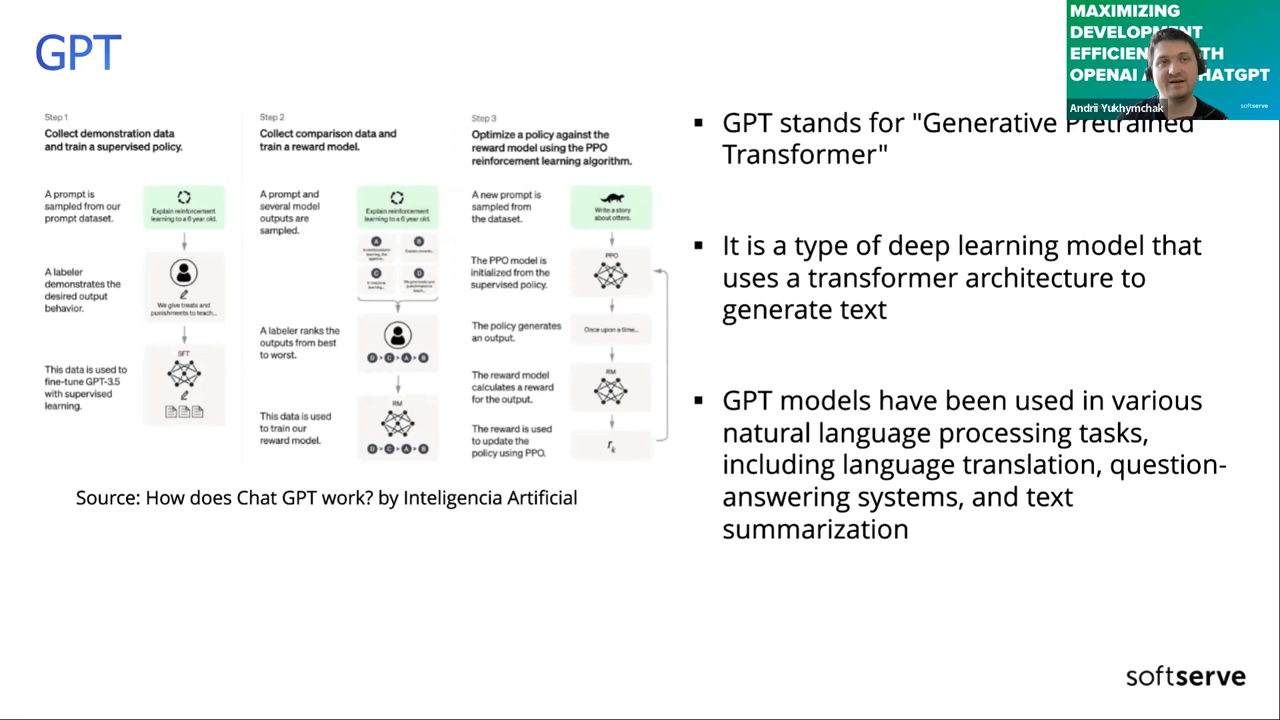 GPT
Step 1
Collect demonstration data
and train a supervised policy.
A prompt is
sampled from our
prompt dataset.
Explain reinforcement
learning to a 6 year old.
A labeler
demonstrates the
desired output
behavior.
We give treats and
punishments to teach...
SFT
This data is used to
fine-tune GPT-3.5
with supervised
learning.
Step 2
Collect comparison data and
train a reward model.
A prompt and
several model
outputs are
sampled.
Explain reinforcement
learning to a 6 year old.
A
B
C
D
A labeler ranks the
outputs from best
to worst.
D > C > A > B
RM
This data is used
to train our
reward model.
D > C > A > B
Step 3
Optimize a policy against the
reward model using the PPO
reinforcement learning algorithm.
A new prompt is
sampled from
the dataset.
Write a story
about otters.
PPO
The PPO model is
initialized from the
supervised policy.
The policy generates
an output.
Once upon a time...
RM
The reward model
calculates a reward
for the output.
The reward is used
to update the
policy using PPO.
rk
Source: How does Chat GPT work? by Inteligencia Artificial
▪ GPT stands for "Generative Pretrained
Transformer"
▪ It is a type of deep learning model that
uses a transformer architecture to
generate text
▪ GPT models have been used in various
natural language processing tasks,
including language translation, question-
answering systems, and text
summarization
MAXIMIZING
DEVELOPMENT
EFFICIEN TH
OPENAI HATGPT
Andrii Yukhymchak
softserve
softserve